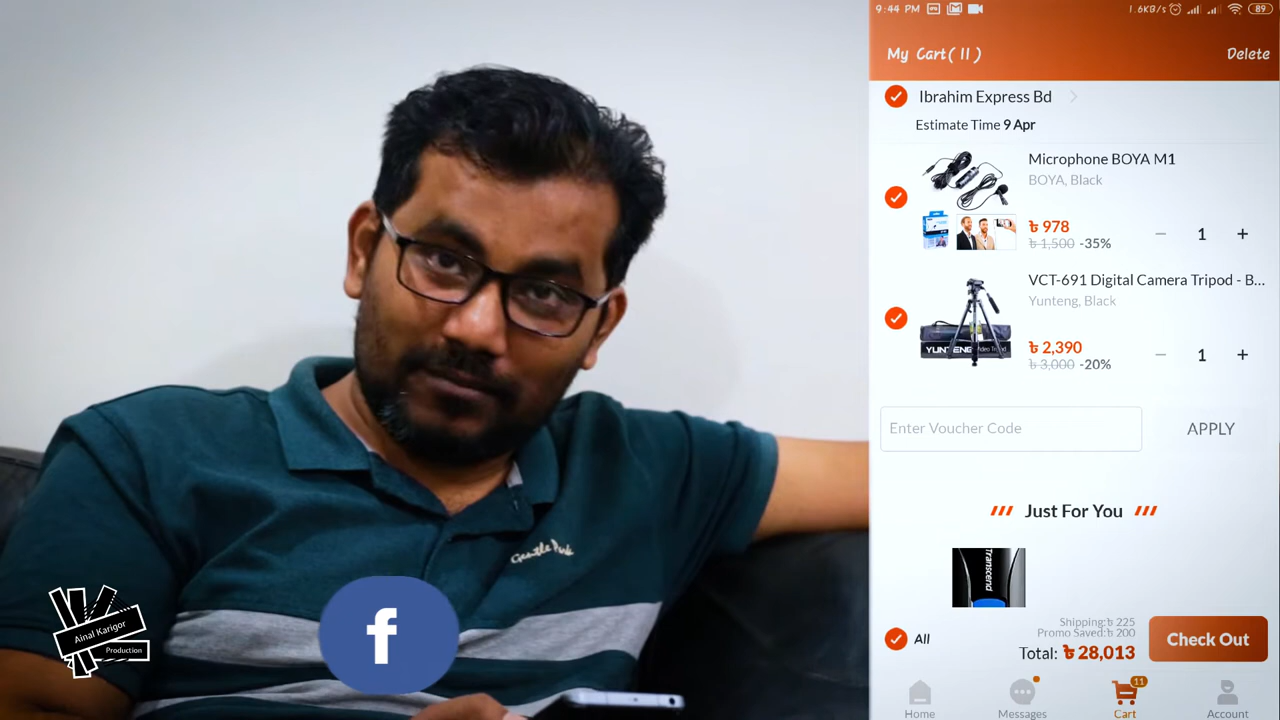 9:44 PM
1.6KB/s
89
My Cart( 11 )
Delete
Ibrahim Express Bd
Estimate Time 9 Apr
Microphone BOYA M1
BOYA, Black
৳ 978
৳ 1,500 -35%
1
VCT-691 Digital Camera Tripod - B...
Yunteng, Black
YUNTENG
৳ 2,390
৳ 3,000 -20%
1
Enter Voucher Code
APPLY
Just For You
Transcend
Shipping:৳ 225
Promo Saved:৳ 200
All
Total: ৳ 28,013
Check Out
11
Home
Messages
Cart
Account
Gentle Park
f
Ainal Karigor
Production